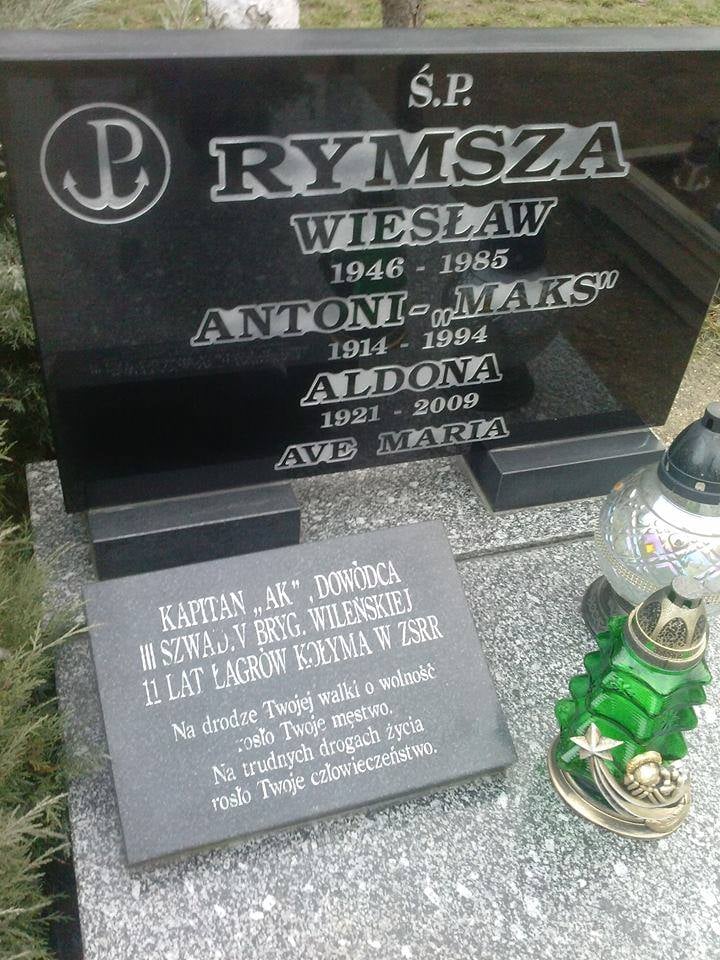 Ś.P.
RYMSZA
WIESŁAW
1946 - 1985
ANTONI-„MAKS”
1914 - 1994
ALDONA
1921 - 2009
AVE MARIA
KAPITAN „AK”, DOWÓDCA
III SZWAD. V BRYG. WILEŃSKIEJ
11 LAT ŁAGRÓW KOŁYMA W ZSRR
Na drodze Twojej walki o wolność
rosło Twoje męstwo.
Na trudnych drogach życia
rosło Twoje człowieczeństwo.